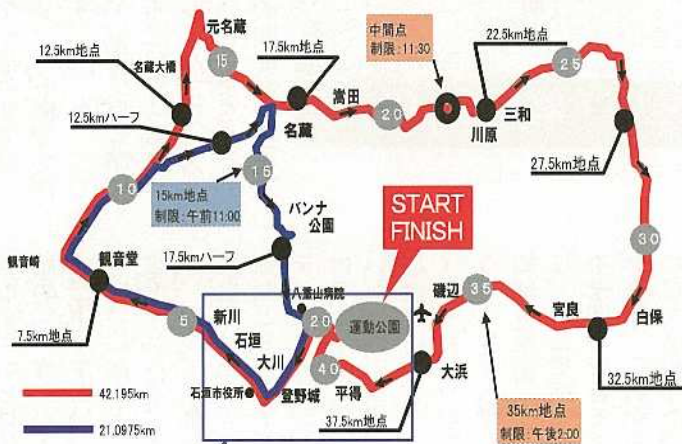 元名蔵
12.5km地点
名蔵大橋
15
17.5km地点
中間点
制限:11:30
22.5km地点
25
嵩田
20
川原
三和
12.5kmハーフ
名蔵
15
15km地点
制限:午前11:00
バンナ
公園
27.5km地点
10
START
FINISH
観音崎
観音堂
17.5kmハーフ
30
7.5km地点
5
新川
石垣
大川
八重山病院
20
運動公園
磯辺
35
宮良
白保
石垣市役所
登野城
40
平得
大浜
32.5km地点
37.5km地点
35km地点
制限:午後2:00
42.195km
21.0975km